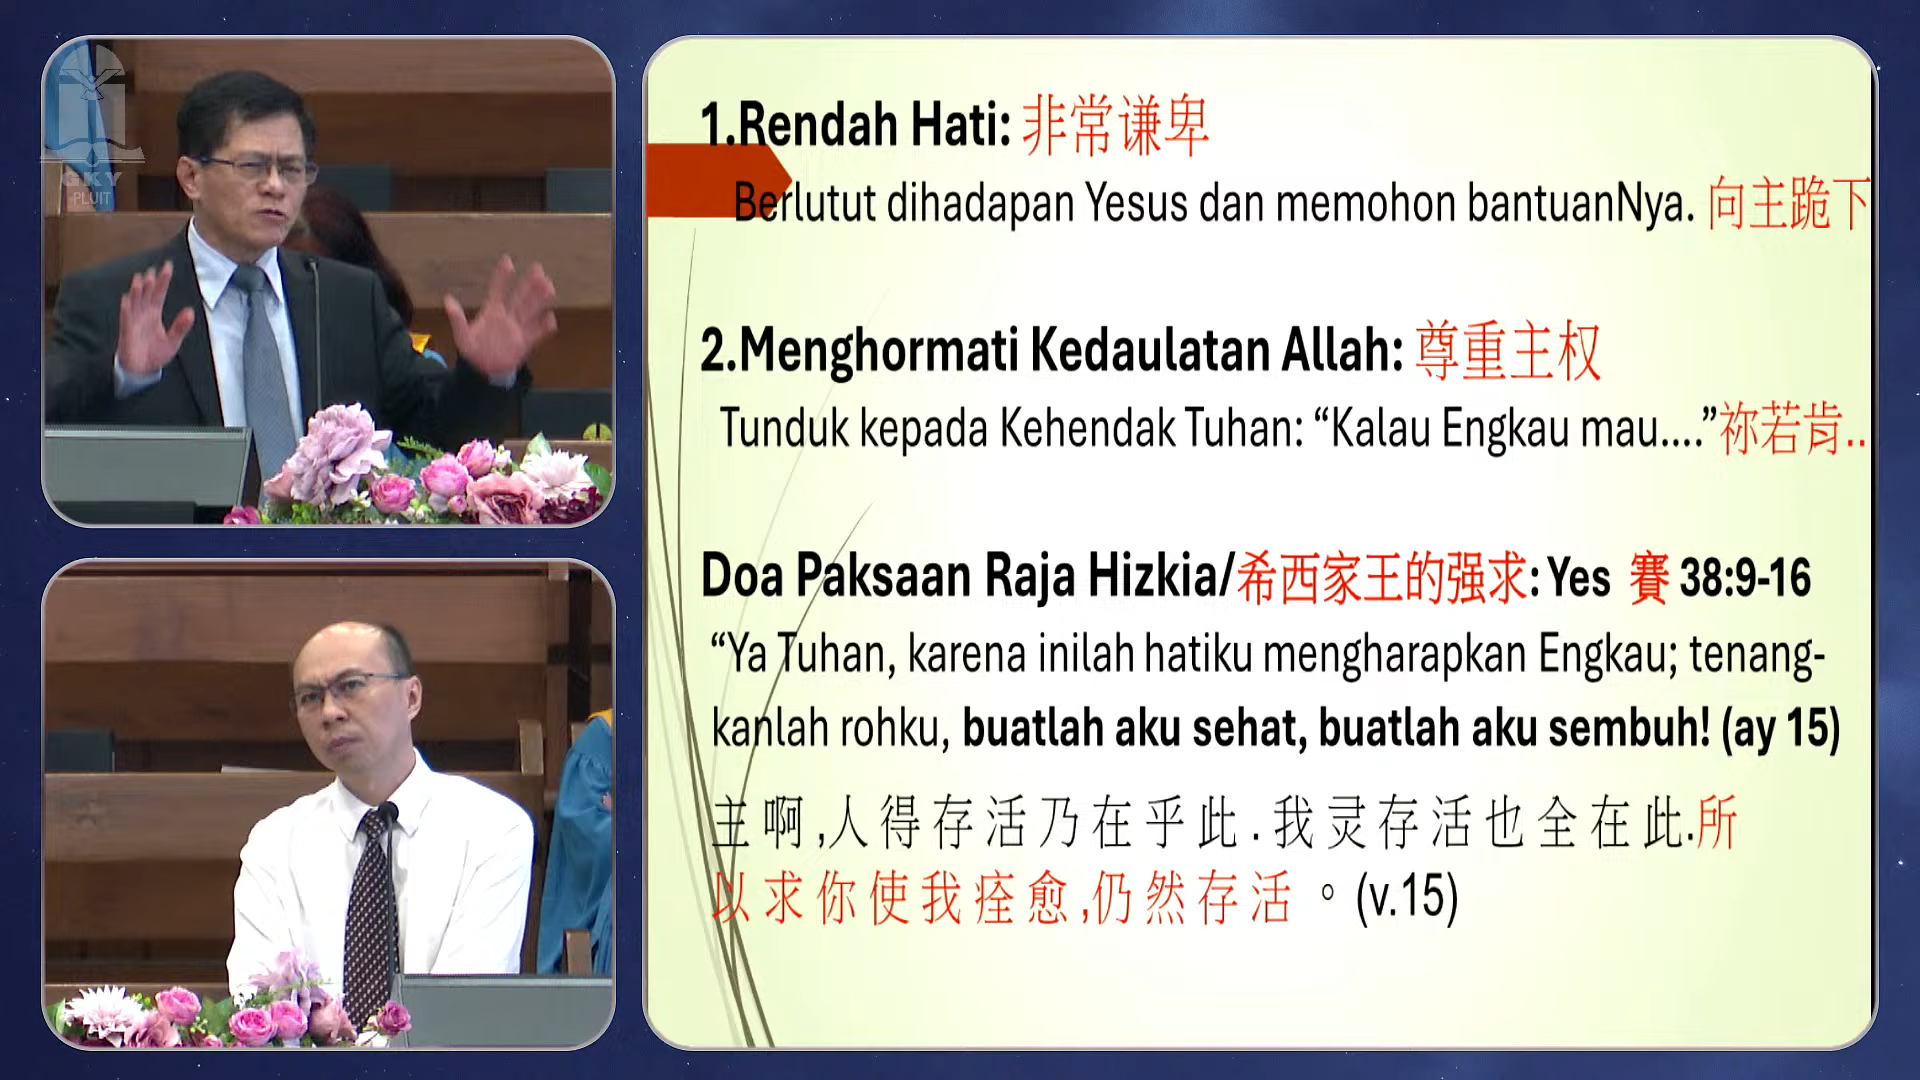 GKY
PLUIT
1.Rendah Hati: 非常谦卑
Berlutut dihadapan Yesus dan memohon bantuanNya. 向主跪下
2.Menghormati Kedaulatan Allah: 尊重主权
Tunduk kepada Kehendak Tuhan: “Kalau Engkau mau....”祢若肯..
Doa Paksaan Raja Hizkia/希西家王的强求: Yes 賽 38:9-16
“Ya Tuhan, karena inilah hatiku mengharapkan Engkau; tenang-
kanlah rohku, buatlah aku sehat, buatlah aku sembuh! (ay 15)
主啊,人得存活乃在乎此.我灵存活也全在此.所
以求你使我痊愈,仍然存活。(v.15)